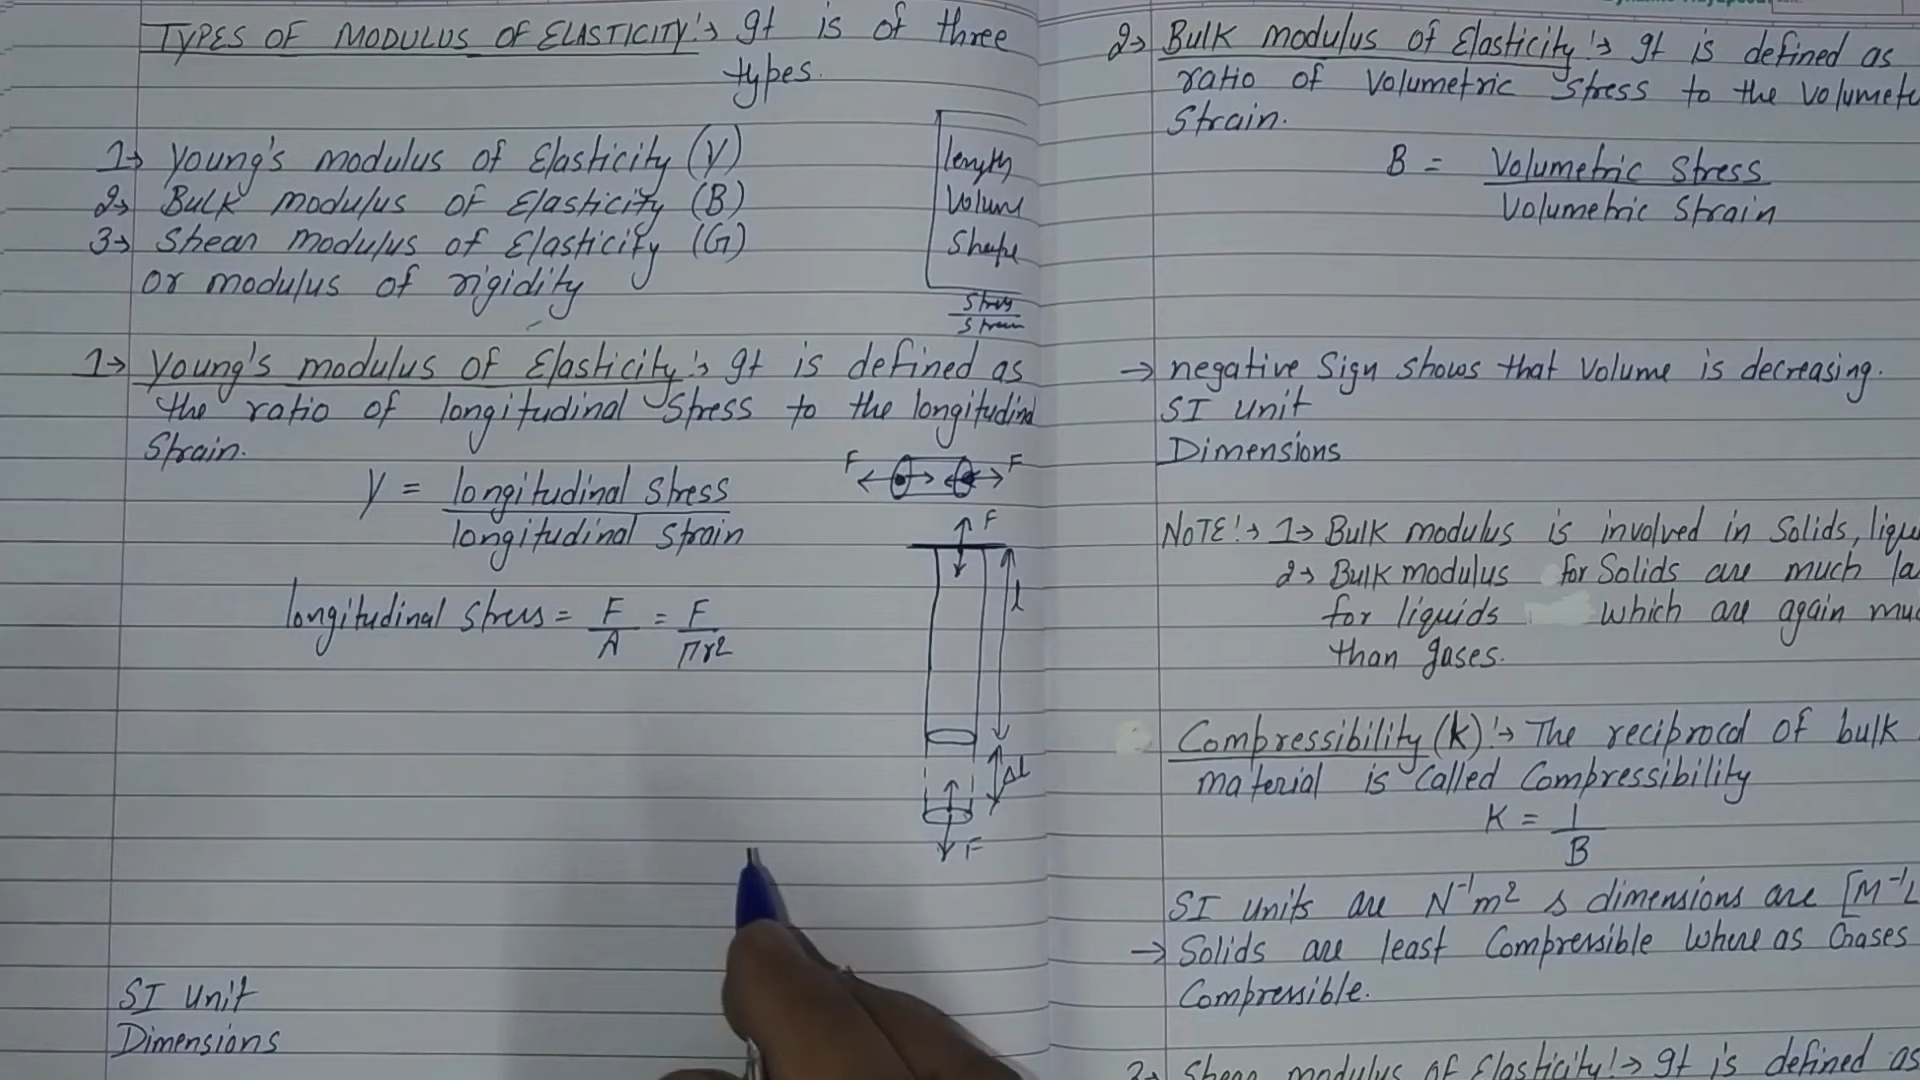 TYPES OF MODULUS OF ELASTICITY:→ It is of three
types.
1→ Young's modulus of Elasticity (Y)
2→ Bulk modulus of Elasticity (B)
3→ Shear modulus of Elasticity (G)
or modulus of rigidity
length
Volume
Shape
Stress
Strain
1→ Young's modulus of Elasticity:→ It is defined as
the ratio of longitudinal Stress to the longitudinal
Strain.
Y = longitudinal Stress
longitudinal Strain
F F
F
l
longitudinal Stress = F = F
A πr2
Δl
F
SI Unit
Dimensions
2→ Bulk modulus of Elasticity:→ It is defined as
ratio of Volumetric Stress to the Volumet
Strain.
B = Volumetric Stress
Volumetric Strain
→ negative Sign shows that Volume is decreasing.
SI Unit
Dimensions
NOTE:→ 1→ Bulk modulus is involved in Solids, liqu
2→ Bulk modulus for Solids are much la
for liquids which are again muc
than gases.
Compressibility (K):→ The reciprocal of bulk
material is called Compressibility
K = 1
B
SI units are N⁻¹m² & dimensions are [M⁻¹L
→ Solids are least Compressible where as Gases
Compressible.
3→ Shear modulus of Elasticity:→ It is defined as